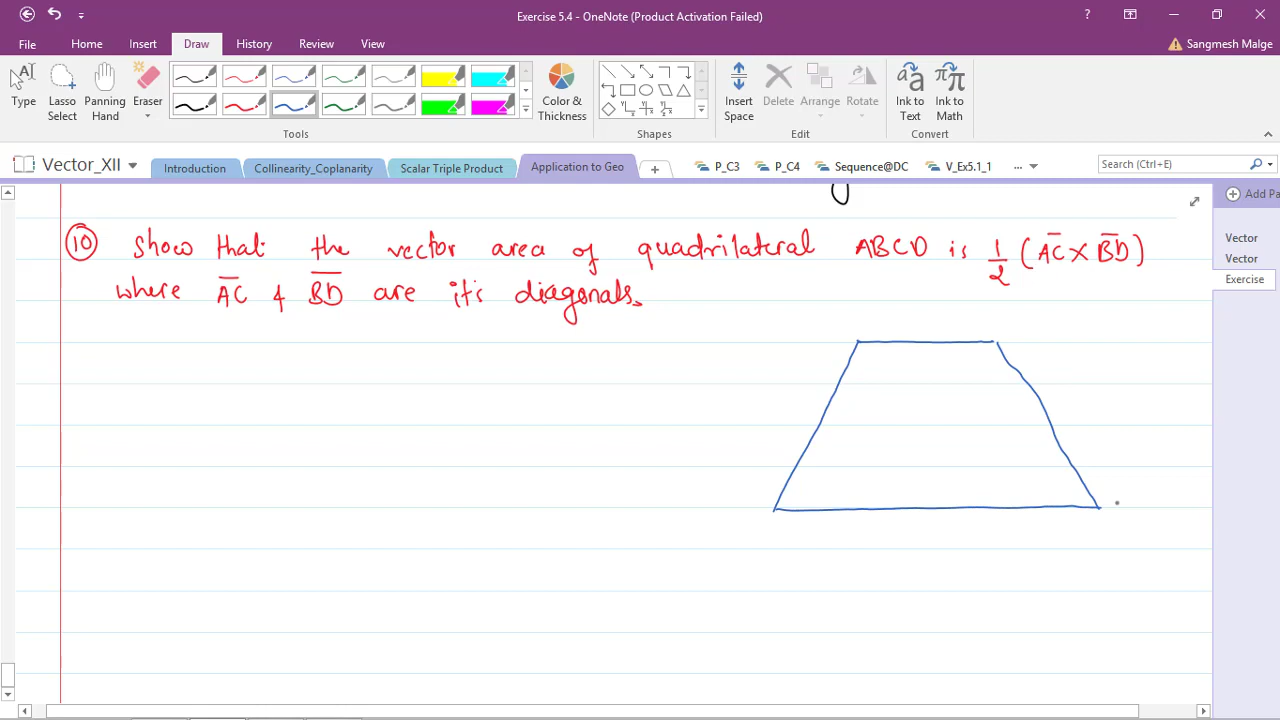 Exercise 5.4 - OneNote (Product Activation Failed)
?
File Home Insert Draw History Review View
Sangmesh Malge
Type
Lasso Select
Panning Hand
Eraser
Color & Thickness
Insert Space
Delete
Arrange
Rotate
Ink to Text
Ink to Math
Tools
Shapes
Edit
Convert
Vector_XII
Introduction
Collinearity_Coplanarity
Scalar Triple Product
Application to Geo
P_C3
P_C4
Sequence@DC
V_Ex5.1_1
...
Search (Ctrl+E)
Add Pa
Vector
Vector
Exercise
10 Show that the vector area of quadrilateral ABCD is 1/2 (A̅C̅ × B̅D̅)
where A̅C̅ & B̅D̅ are it's diagonals.